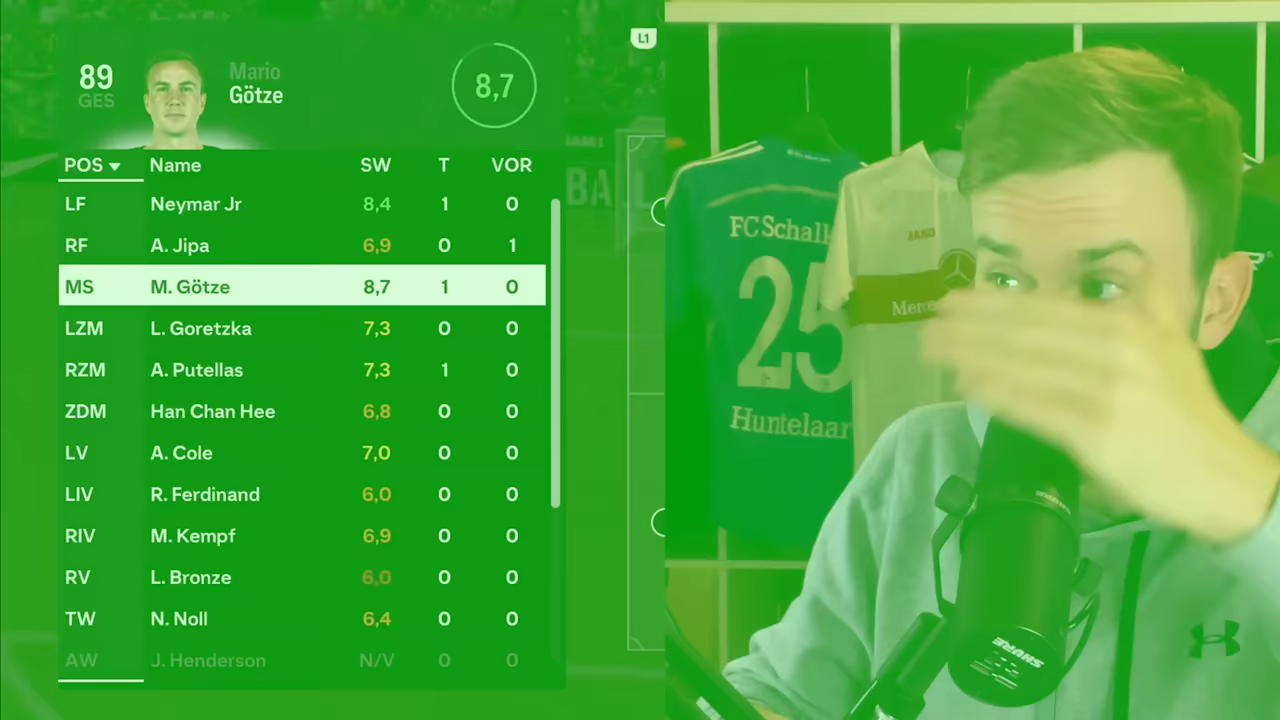 L1
89
GES
Mario
Götze
8,7
POS Name SW T VOR
LF Neymar Jr 8,4 1 0
RF A. Jipa 6,9 0 1
MS M. Götze 8,7 1 0
LZM L. Goretzka 7,3 0 0
RZM A. Putellas 7,3 1 0
ZDM Han Chan Hee 6,8 0 0
LV A. Cole 7,0 0 0
LIV R. Ferdinand 6,0 0 0
RIV M. Kempf 6,9 0 0
RV L. Bronze 6,0 0 0
TW N. Noll 6,4 0 0
AW J. Henderson N/V 0 0
FC Schalk
25
Huntelaar
JAKO
Merce
SHURE